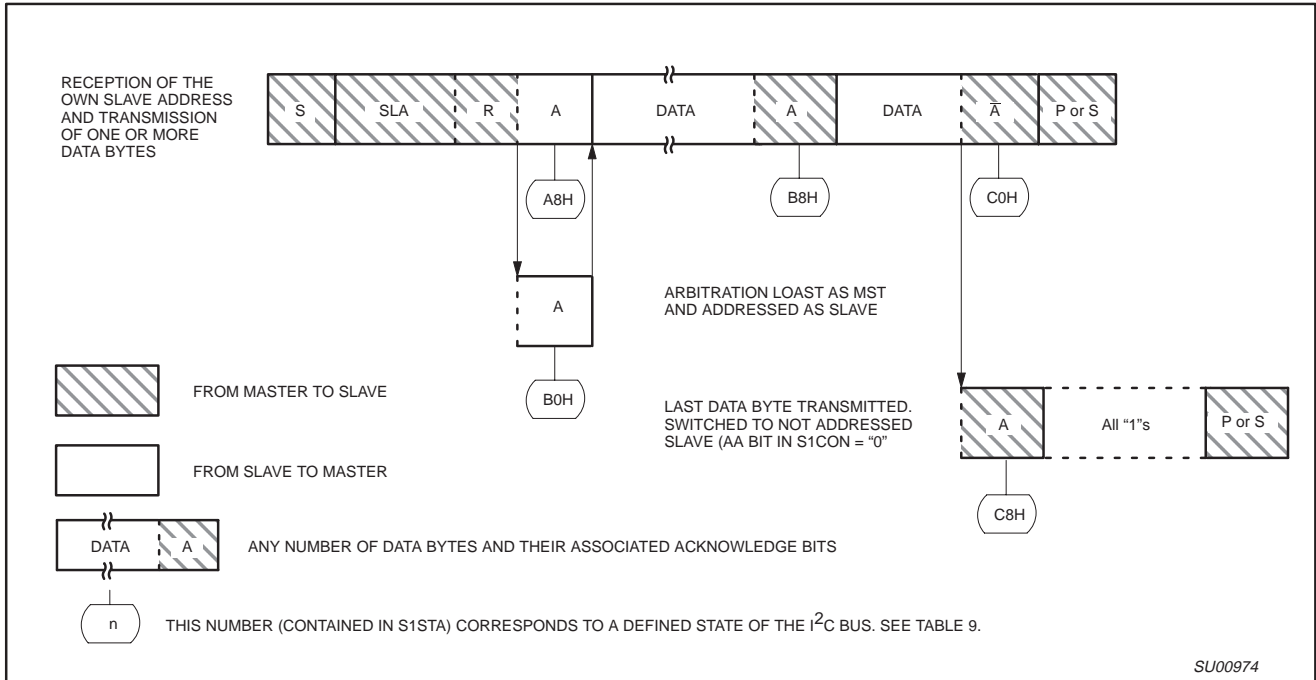 RECEPTION OF THE
OWN SLAVE ADDRESS
AND TRANSMISSION
OF ONE OR MORE
DATA BYTES
S SLA R A DATA A DATA A̅ P or S
A8H B8H C0H
A
ARBITRATION LOAST AS MST
AND ADDRESSED AS SLAVE
B0H
FROM MASTER TO SLAVE
LAST DATA BYTE TRANSMITTED.
SWITCHED TO NOT ADDRESSED
SLAVE (AA BIT IN S1CON = “0”
A All “1”s P or S
C8H
FROM SLAVE TO MASTER
DATA A ANY NUMBER OF DATA BYTES AND THEIR ASSOCIATED ACKNOWLEDGE BITS
n THIS NUMBER (CONTAINED IN S1STA) CORRESPONDS TO A DEFINED STATE OF THE I²C BUS. SEE TABLE 9.
SU00974